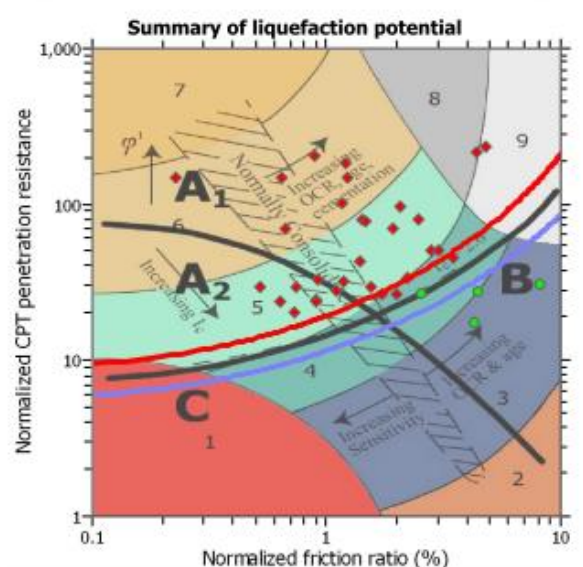 Summary of liquefaction potential
Normalized CPT penetration resistance
1,000
100
10
1
7
8
9
φ'
A1
Normally Consolidated
Increasing
OCR, age,
cementation
6
A2
Increasing Ic
5
B
4
Increasing
OCR & age
C
3
Increasing
Sensitivity
1
2
0.1
1
10
Normalized friction ratio (%)